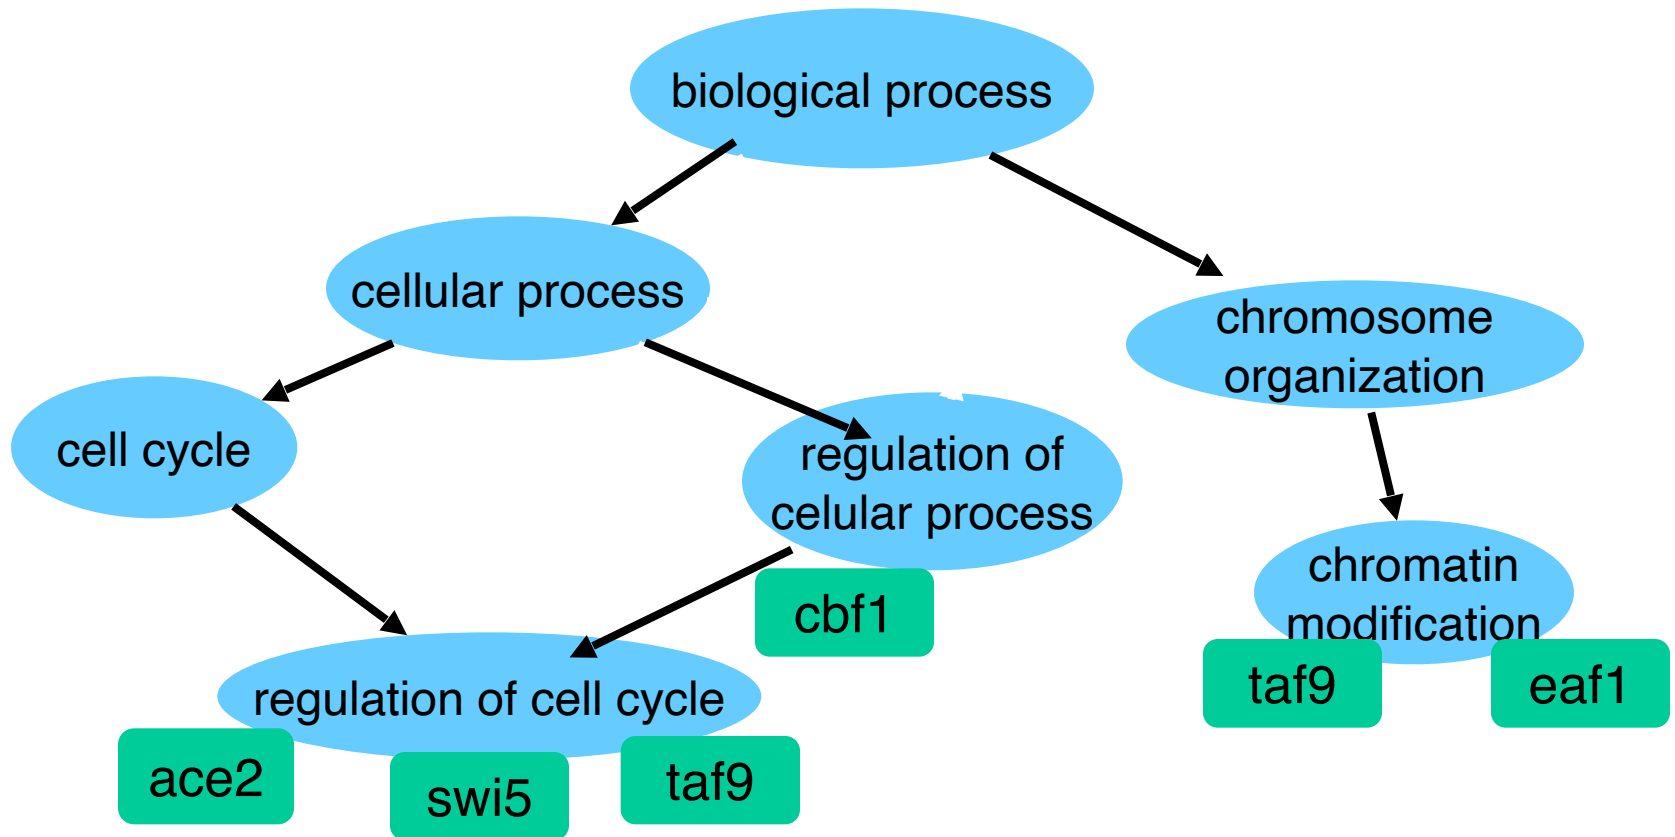 biological process
cellular process
chromosome
organization
cell cycle
regulation of
celular process
chromatin
modification
cbf1
taf9
eaf1
regulation of cell cycle
ace2
swi5
taf9